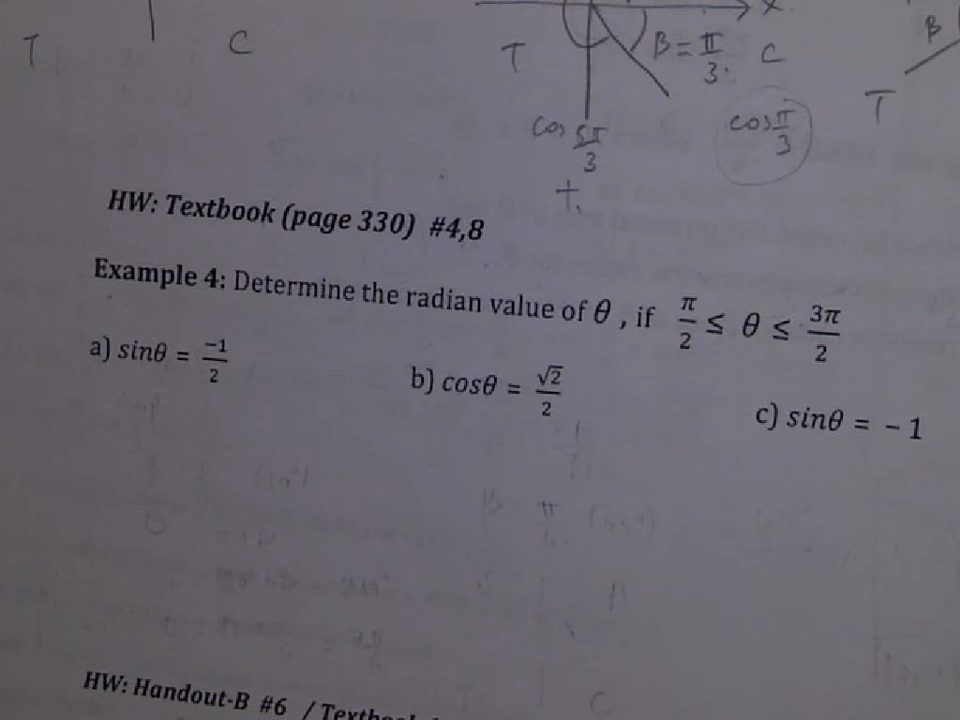 T C T β = π/3 C β
T
cos 5π/3 cos π/3
+
HW: Textbook (page 330) #4,8
Example 4: Determine the radian value of θ , if π/2 ≤ θ ≤ 3π/2
a) sinθ = -1/2 b) cosθ = √2/2 c) sinθ = - 1
HW: Handout-B #6 /